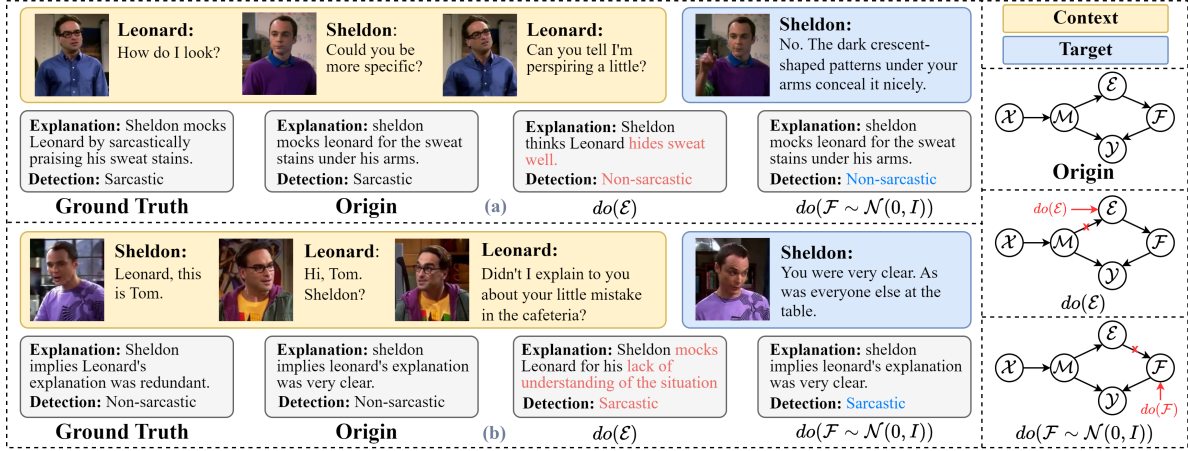 Leonard:
How do I look?
Sheldon:
Could you be
more specific?
Leonard:
Can you tell I'm
perspiring a little?
Sheldon:
No. The dark crescent-
shaped patterns under your
arms conceal it nicely.
Explanation: Sheldon mocks
Leonard by sarcastically
praising his sweat stains.
Detection: Sarcastic
Ground Truth
Explanation: sheldon
mocks leonard for the sweat
stains under his arms.
Detection: Sarcastic
Origin
(a)
Explanation: Sheldon
thinks Leonard hides sweat
well.
Detection: Non-sarcastic
do(ℰ)
Explanation: sheldon
mocks leonard for the sweat
stains under his arms.
Detection: Non-sarcastic
do(ℱ ~ 𝒩(0, I))
Sheldon:
Leonard, this
is Tom.
Leonard:
Hi, Tom.
Sheldon?
Leonard:
Didn't I explain to you
about your little mistake
in the cafeteria?
Sheldon:
You were very clear. As
was everyone else at the
table.
Explanation: Sheldon
implies Leonard's
explanation was redundant.
Detection: Non-sarcastic
Ground Truth
Explanation: sheldon
implies leonard's explanation
was very clear.
Detection: Non-sarcastic
Origin
(b)
Explanation: Sheldon mocks
Leonard for his lack of
understanding of the situation
Detection: Sarcastic
do(ℰ)
Explanation: sheldon
implies leonard's explanation
was very clear.
Detection: Sarcastic
do(ℱ ~ 𝒩(0, I))
Context
Target
𝒳 ℳ ℰ ℱ 𝒴
Origin
do(ℰ)
𝒳 ℳ ℰ ℱ 𝒴
do(ℰ)
𝒳 ℳ ℰ ℱ 𝒴
do(ℱ)
do(ℱ ~ 𝒩(0, I))